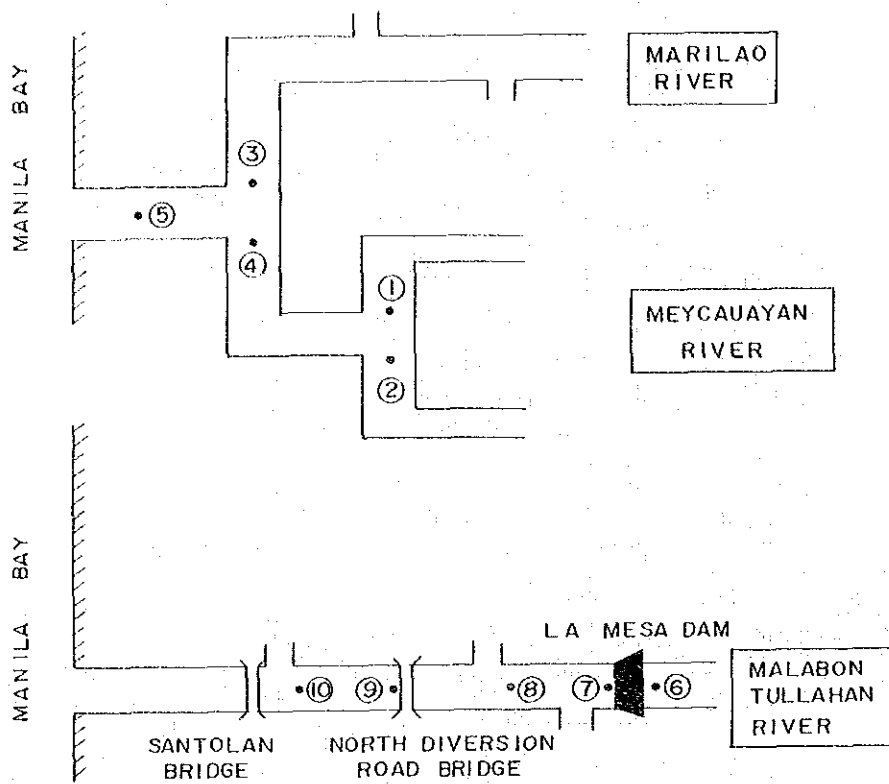 MANILA BAY
MARILAO
RIVER
③
⑤
④
①
MEYCAUAYAN
RIVER
②
MANILA BAY
LA MESA DAM
⑩
⑨
⑧
⑦
⑥
MALABON
TULLAHAN
RIVER
SANTOLAN
BRIDGE
NORTH DIVERSION
ROAD BRIDGE